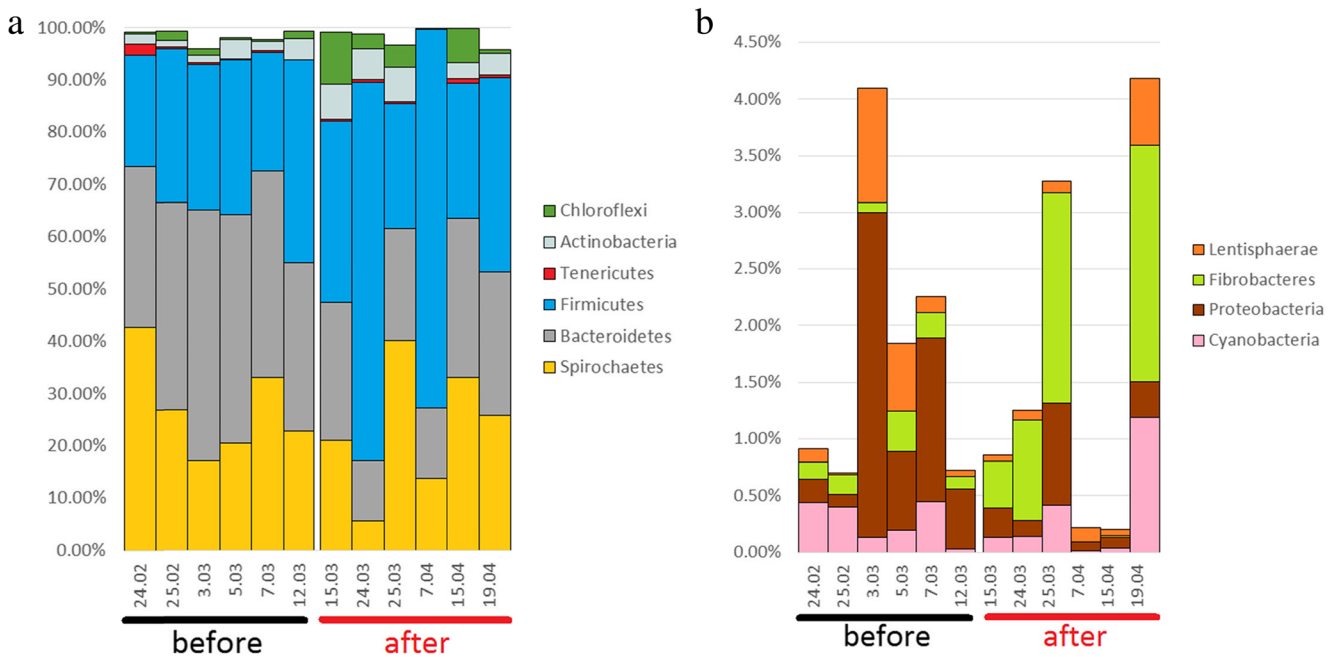 a
100.00%
90.00%
80.00%
70.00%
60.00%
50.00%
40.00%
30.00%
20.00%
10.00%
0.00%
24.02
25.02
3.03
5.03
7.03
12.03
15.03
24.03
25.03
7.04
15.04
19.04
before
after
Chloroflexi
Actinobacteria
Tenericutes
Firmicutes
Bacteroidetes
Spirochaetes
b
4.50%
4.00%
3.50%
3.00%
2.50%
2.00%
1.50%
1.00%
0.50%
0.00%
24.02
25.02
3.03
5.03
7.03
12.03
15.03
24.03
25.03
7.04
15.04
19.04
before
after
Lentisphaerae
Fibrobacteres
Proteobacteria
Cyanobacteria